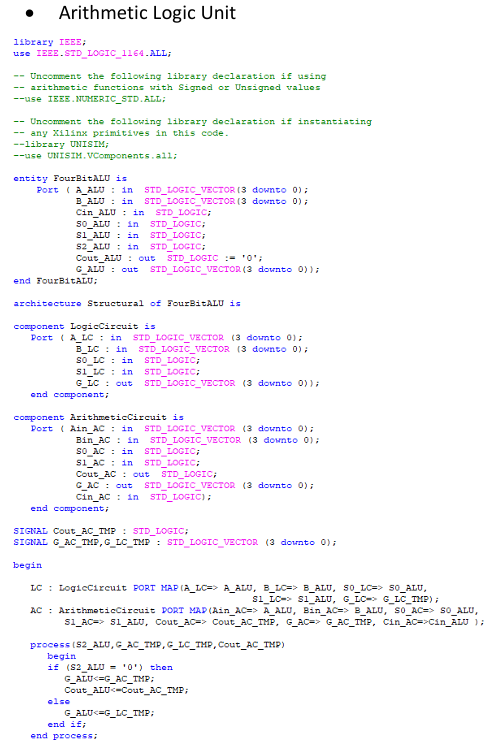 • Arithmetic Logic Unit
library IEEE;
use IEEE.STD_LOGIC_1164.ALL;
-- Uncomment the following library declaration if using
-- arithmetic functions with Signed or Unsigned values
--use IEEE.NUMERIC_STD.ALL;
-- Uncomment the following library declaration if instantiating
-- any Xilinx primitives in this code.
--library UNISIM;
--use UNISIM.VComponents.all;
entity FourBitALU is
Port ( A_ALU : in STD_LOGIC_VECTOR(3 downto 0);
B_ALU : in STD_LOGIC_VECTOR(3 downto 0);
Cin_ALU : in STD_LOGIC;
S0_ALU : in STD_LOGIC;
S1_ALU : in STD_LOGIC;
S2_ALU : in STD_LOGIC;
Cout_ALU : out STD_LOGIC := '0';
G_ALU : out STD_LOGIC_VECTOR(3 downto 0));
end FourBitALU;
architecture Structural of FourBitALU is
component LogicCircuit is
Port ( A_LC : in STD_LOGIC_VECTOR (3 downto 0);
B_LC : in STD_LOGIC_VECTOR (3 downto 0);
S0_LC : in STD_LOGIC;
S1_LC : in STD_LOGIC;
G_LC : out STD_LOGIC_VECTOR (3 downto 0));
end component;
component ArithmeticCircuit is
Port ( Ain_AC : in STD_LOGIC_VECTOR (3 downto 0);
Bin_AC : in STD_LOGIC_VECTOR (3 downto 0);
S0_AC : in STD_LOGIC;
S1_AC : in STD_LOGIC;
Cout_AC : out STD_LOGIC;
G_AC : out STD_LOGIC_VECTOR (3 downto 0);
Cin_AC : in STD_LOGIC);
end component;
SIGNAL Cout_AC_TMP : STD_LOGIC;
SIGNAL G_AC_TMP,G_LC_TMP : STD_LOGIC_VECTOR (3 downto 0);
begin
LC : LogicCircuit PORT MAP(A_LC=> A_ALU, B_LC=> B_ALU, S0_LC=> S0_ALU,
S1_LC=> S1_ALU, G_LC=> G_LC_TMP);
AC : ArithmeticCircuit PORT MAP(Ain_AC=> A_ALU, Bin_AC=> B_ALU, S0_AC=> S0_ALU,
S1_AC=> S1_ALU, Cout_AC=> Cout_AC_TMP, G_AC=> G_AC_TMP, Cin_AC=>Cin_ALU );
process(S2_ALU,G_AC_TMP,G_LC_TMP,Cout_AC_TMP)
begin
if (S2_ALU = '0') then
G_ALU<=G_AC_TMP;
Cout_ALU<=Cout_AC_TMP;
else
G_ALU<=G_LC_TMP;
end if;
end process;